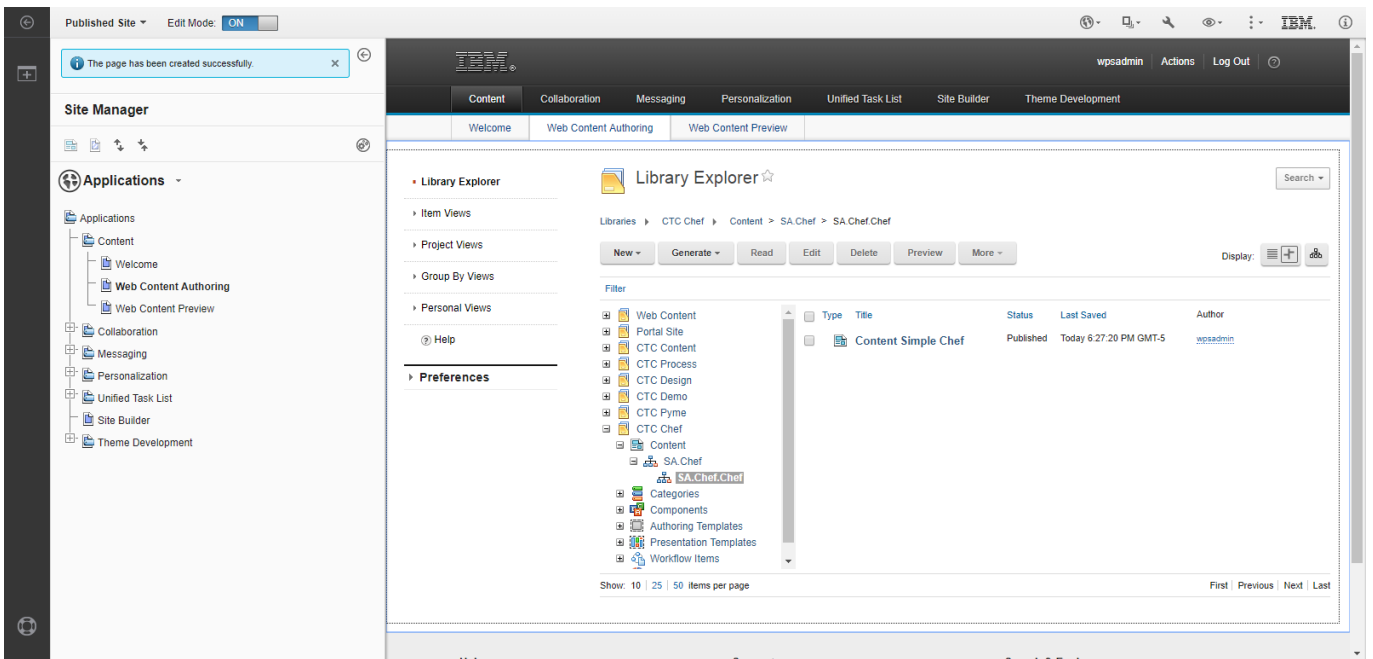 Published Site Edit Mode: ON IBM.
The page has been created successfully.
Site Manager
Applications
Applications
Content
Welcome
Web Content Authoring
Web Content Preview
Collaboration
Messaging
Personalization
Unified Task List
Site Builder
Theme Development
IBM. wpsadmin Actions Log Out
Content Collaboration Messaging Personalization Unified Task List Site Builder Theme Development
Welcome Web Content Authoring Web Content Preview
Library Explorer
Item Views
Project Views
Group By Views
Personal Views
Help
Preferences
Library Explorer Search
Libraries CTC Chef Content > SA.Chef > SA.Chef.Chef
New Generate Read Edit Delete Preview More Display:
Filter
Web Content
Portal Site
CTC Content
CTC Process
CTC Design
CTC Demo
CTC Pyme
CTC Chef
Content
SA.Chef
SA.Chef.Chef
Categories
Components
Authoring Templates
Presentation Templates
Workflow Items
Type Title Status Last Saved Author
Content Simple Chef Published Today 6:27:20 PM GMT-5 wpsadmin
Show: 10 | 25 | 50 items per page First | Previous | Next | Last